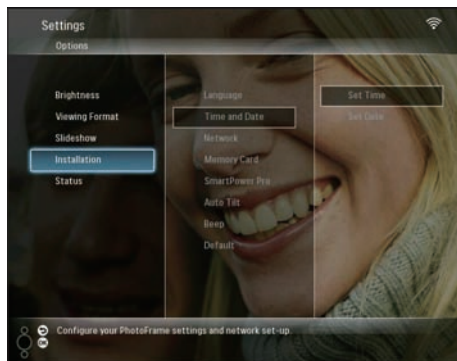 Settings
Options
Brightness
Viewing Format
Slideshow
Installation
Status
Language
Time and Date
Network
Memory Card
SmartPower Pro
Auto Tilt
Beep
Default
Set Time
Set Date
Configure your PhotoFrame settings and network set-up.
OK